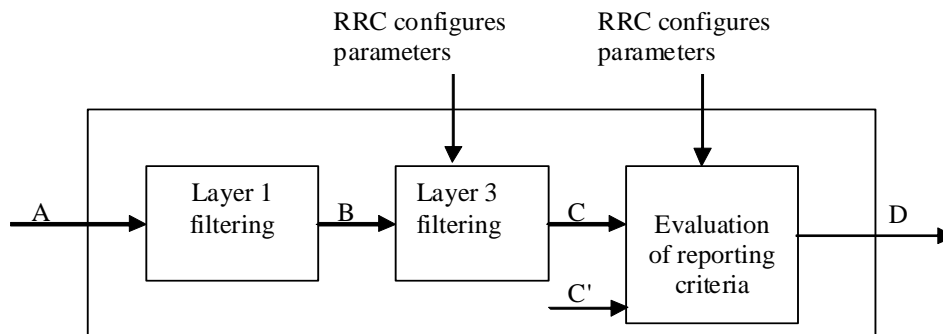 RRC configures
parameters
RRC configures
parameters
Layer 1
filtering
Layer 3
filtering
Evaluation
of reporting
criteria
A
B
C
C'
D